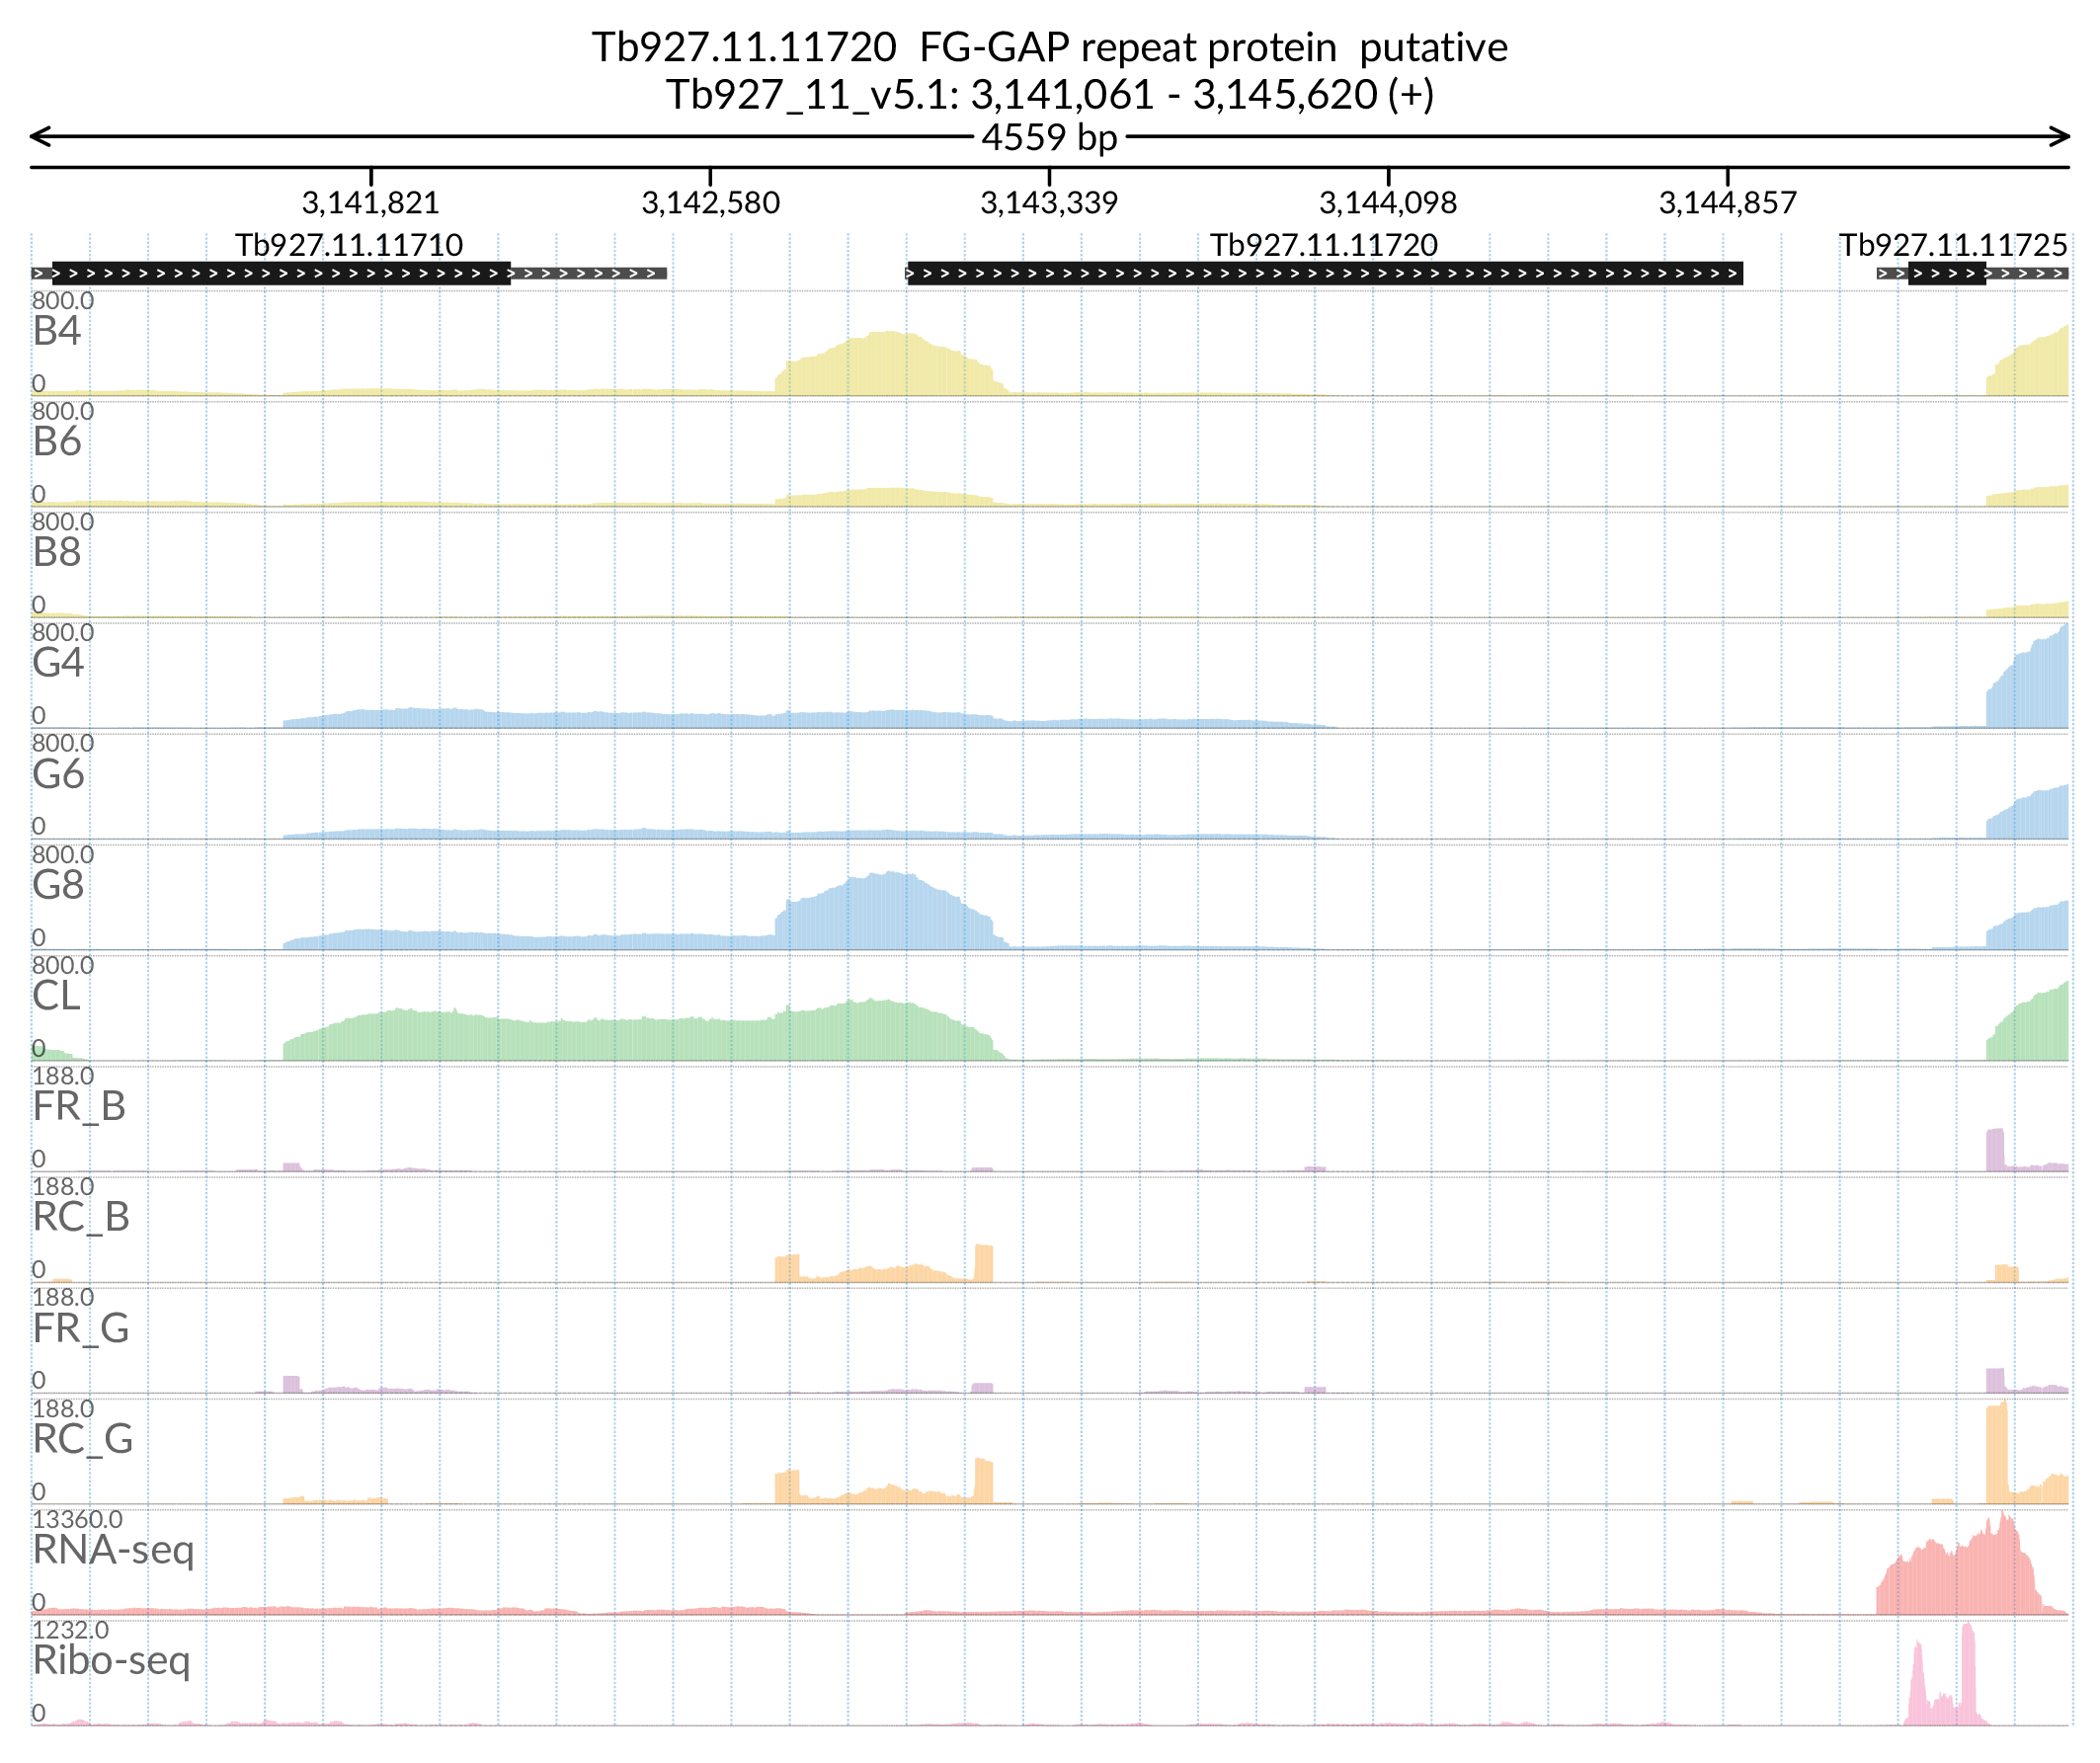 Tb927.11.11720 FG-GAP repeat protein putative
Tb927_11_v5.1: 3,141,061 - 3,145,620 (+)
4559 bp
3,141,821 3,142,580 3,143,339 3,144,098 3,144,857
Tb927.11.11710 Tb927.11.11720 Tb927.11.11725
800.0
B4
0
800.0
B6
0
800.0
B8
0
800.0
G4
0
800.0
G6
0
800.0
G8
0
800.0
CL
0
188.0
FR_B
0
188.0
RC_B
0
188.0
FR_G
0
188.0
RC_G
0
13360.0
RNA-seq
0
1232.0
Ribo-seq
0